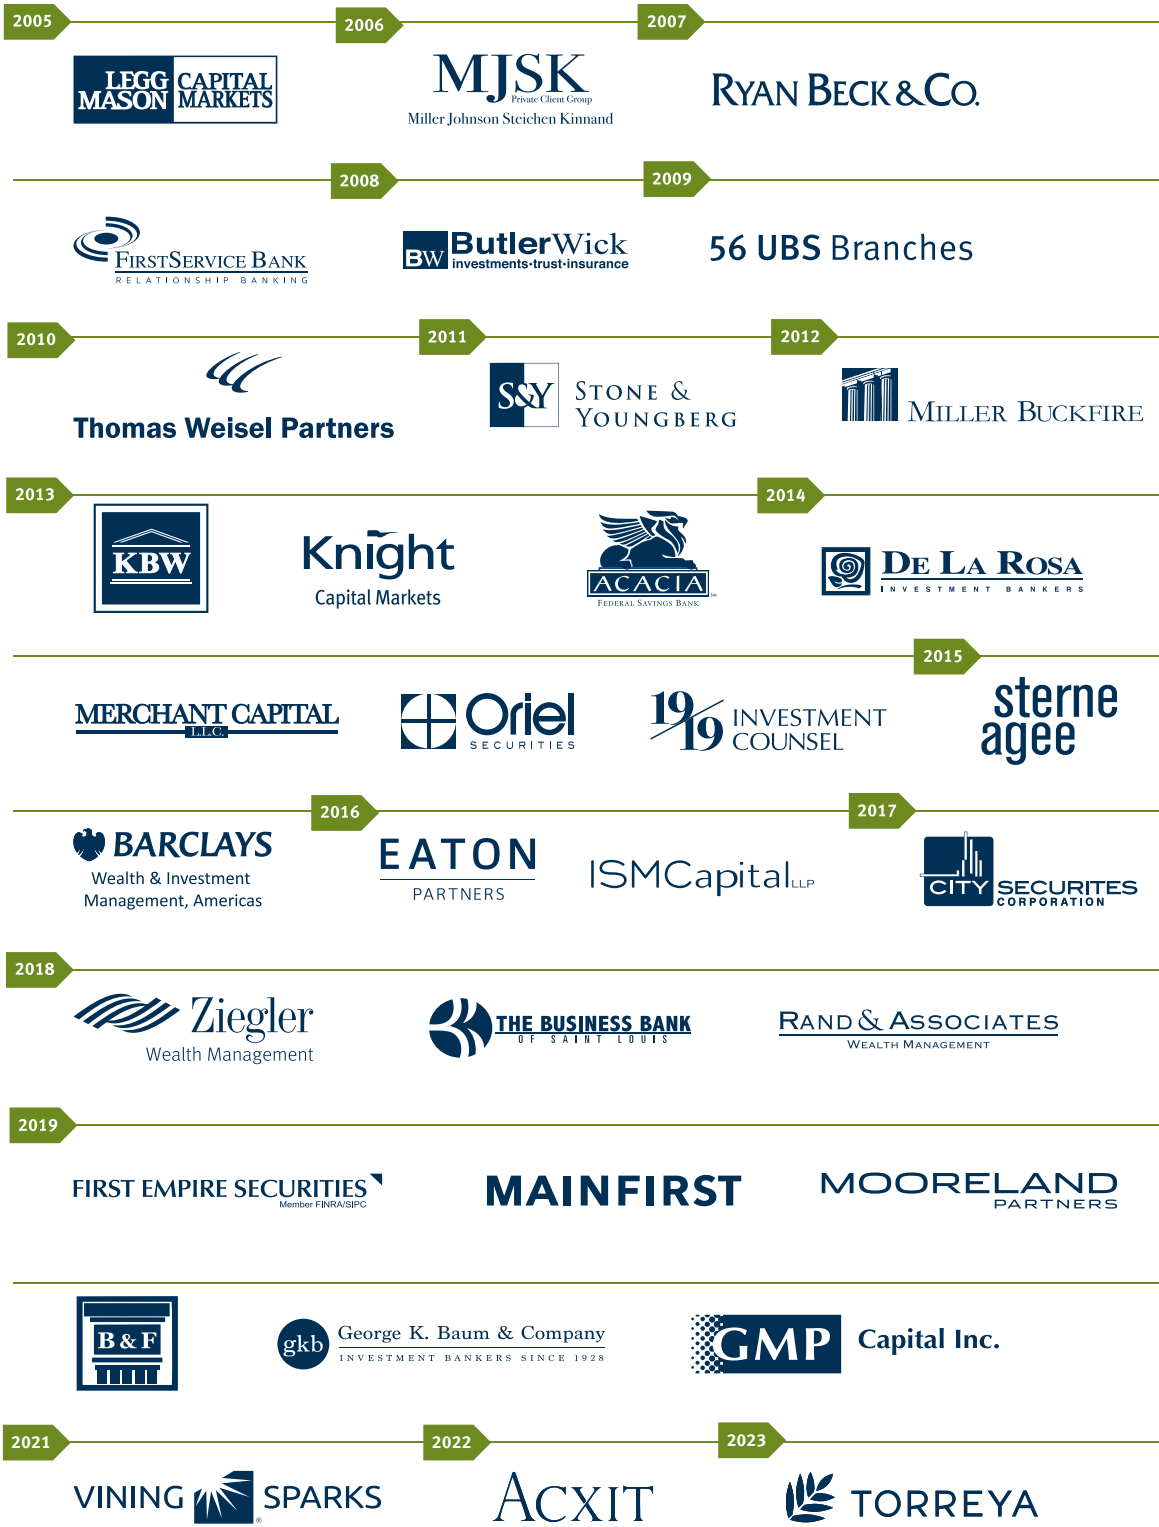 2005
2006
2007
LEGG MASON
CAPITAL MARKETS
MJSK
Private Client Group
Miller Johnson Steichen Kinnand
RYAN BECK & CO.
2008
2009
FIRSTSERVICE BANK
RELATIONSHIP BANKING
BW
ButlerWick
investments•trust•insurance
56 UBS Branches
2010
2011
2012
Thomas Weisel Partners
S&Y
STONE &
YOUNGBERG
MILLER BUCKFIRE
2013
2014
KBW
Knight
Capital Markets
ACACIA
SM
FEDERAL SAVINGS BANK
DE LA ROSA
INVESTMENT BANKERS
2015
MERCHANT CAPITAL
L.L.C.
Oriel
SECURITIES
19/19
INVESTMENT
COUNSEL
sterne
agee
2016
2017
BARCLAYS
Wealth & Investment
Management, Americas
EATON
PARTNERS
ISMCapital LLP
CITY SECURITES
CORPORATION
2018
Ziegler
Wealth Management
THE BUSINESS BANK
OF SAINT LOUIS
RAND & ASSOCIATES
WEALTH MANAGEMENT
2019
FIRST EMPIRE SECURITIES
Member FINRA/SIPC
MAINFIRST
MOORELAND
PARTNERS
B & F
gkb
George K. Baum & Company
INVESTMENT BANKERS SINCE 1928
GMP Capital Inc.
2021
2022
2023
VINING SPARKS
®
ACXIT
TORREYA